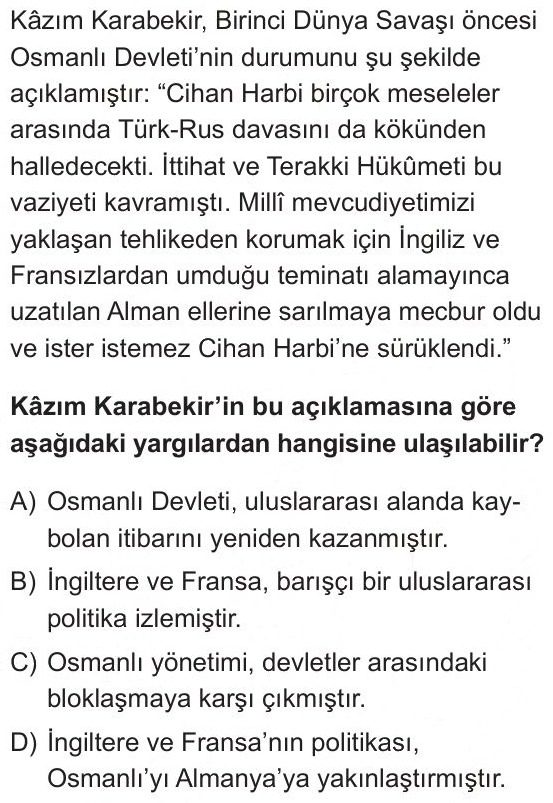 Kâzım Karabekir, Birinci Dünya Savaşı öncesi
Osmanlı Devleti’nin durumunu şu şekilde
açıklamıştır: “Cihan Harbi birçok meseleler
arasında Türk-Rus davasını da kökünden
halledecekti. İttihat ve Terakki Hükûmeti bu
vaziyeti kavramıştı. Millî mevcudiyetimizi
yaklaşan tehlikeden korumak için İngiliz ve
Fransızlardan umduğu teminatı alamayınca
uzatılan Alman ellerine sarılmaya mecbur oldu
ve ister istemez Cihan Harbi’ne sürüklendi.”
Kâzım Karabekir’in bu açıklamasına göre
aşağıdaki yargılardan hangisine ulaşılabilir?
A) Osmanlı Devleti, uluslararası alanda kay-
bolan itibarını yeniden kazanmıştır.
B) İngiltere ve Fransa, barışçı bir uluslararası
politika izlemiştir.
C) Osmanlı yönetimi, devletler arasındaki
bloklaşmaya karşı çıkmıştır.
D) İngiltere ve Fransa’nın politikası,
Osmanlı’yı Almanya’ya yakınlaştırmıştır.